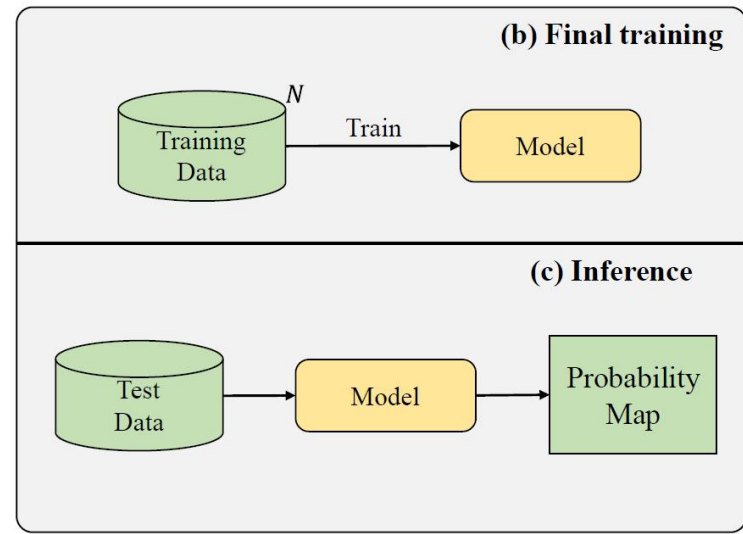 (b) Final training
N
Training
Data
Train
Model
(c) Inference
Test
Data
Model
Probability
Map